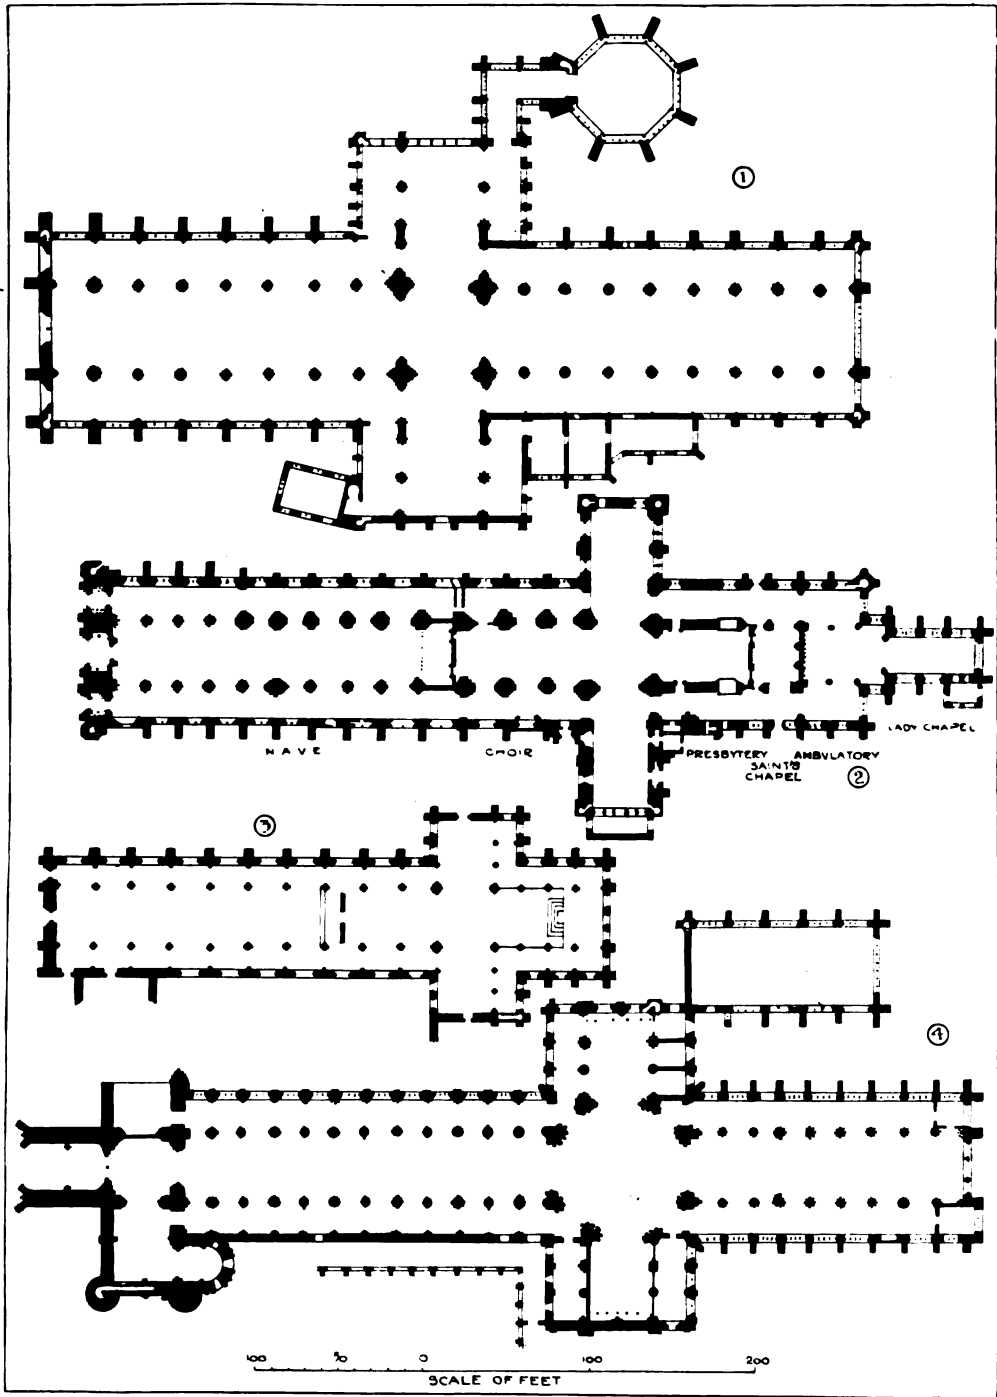 ①
NAVE
CHOIR
PRESBYTERY
SAINT'S
CHAPEL
AMBVLATORY
LADY CHAPEL
②
③
④
100 50 0 100 200
SCALE OF FEET